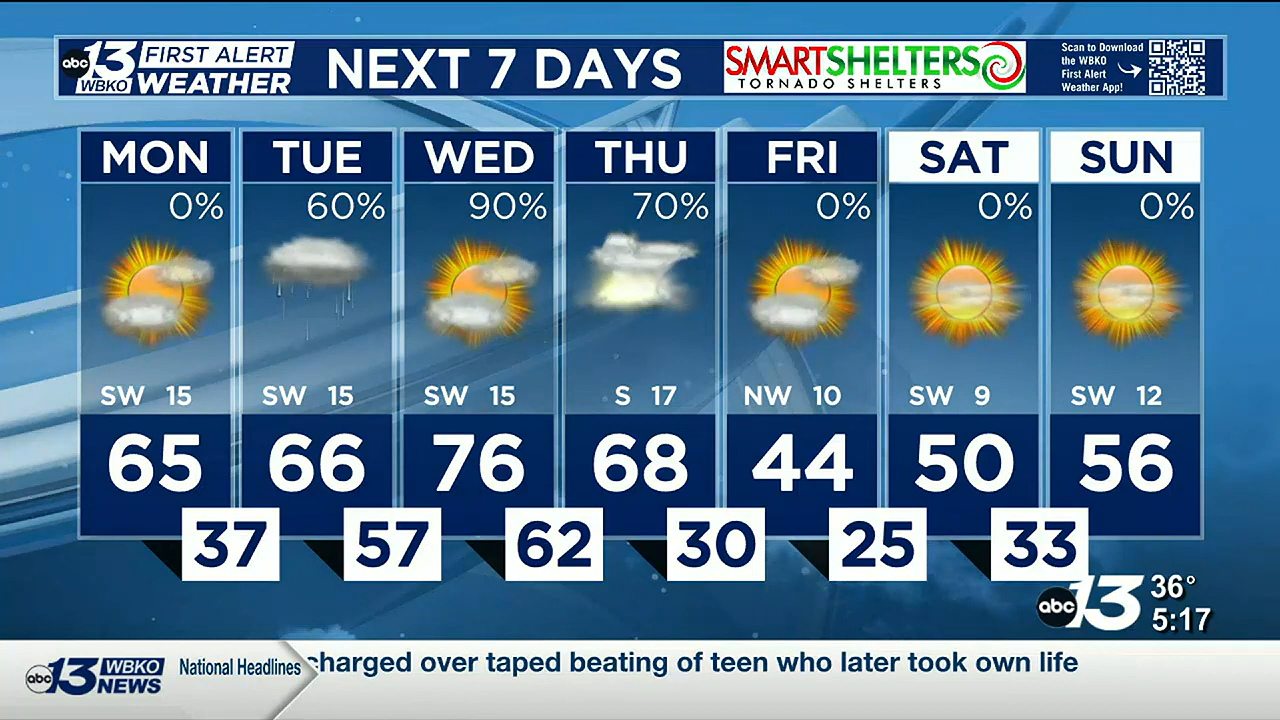 abc 13 WBKO FIRST ALERT WEATHER
NEXT 7 DAYS
SMARTSHELTERS
TORNADO SHELTERS
Scan to Download
the WBKO
First Alert
Weather App!
MON TUE WED THU FRI SAT SUN
0% 60% 90% 70% 0% 0% 0%
SW 15 SW 15 SW 15 S 17 NW 10 SW 9 SW 12
65 66 76 68 44 50 56
37 57 62 30 25 33
abc 13 36°
5:17
abc 13 WBKO NEWS
National Headlines
charged over taped beating of teen who later took own life